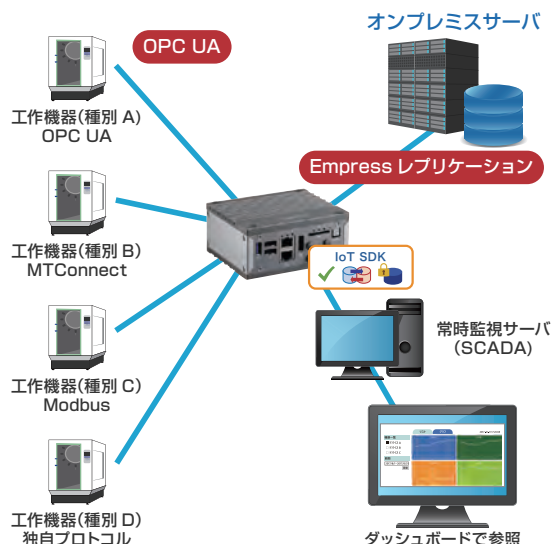 オンプレミスサーバ
OPC UA
工作機器(種別 A)
OPC UA
Empress レプリケーション
工作機器(種別 B)
MTConnect
IoT SDK
常時監視サーバ
(SCADA)
工作機器(種別 C)
Modbus
工作機器(種別 D)
独自プロトコル
ダッシュボードで参照